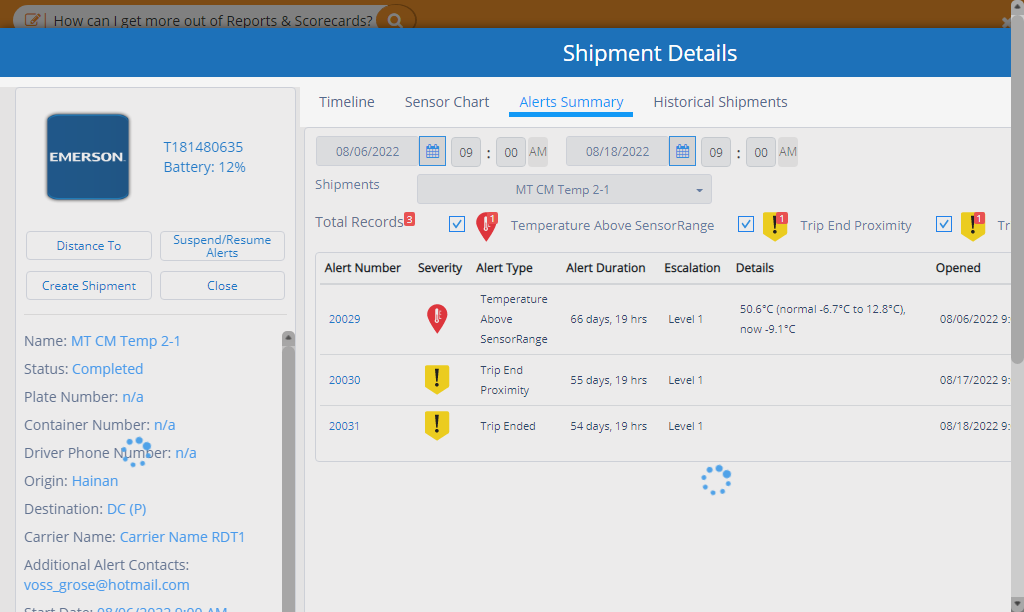 How can I get more out of Reports & Scorecards?
Shipment Details
EMERSON.
T181480635
Battery: 12%
Distance To
Suspend/Resume
Alerts
Create Shipment
Close
Name: MT CM Temp 2-1
Status: Completed
Plate Number: n/a
Container Number: n/a
Driver Phone Number: n/a
Origin: Hainan
Destination: DC (P)
Carrier Name: Carrier Name RDT1
Additional Alert Contacts:
voss_grose@hotmail.com
Start Date: 08/06/2022 9:00 AM
Timeline
Sensor Chart
Alerts Summary
Historical Shipments
08/06/2022 09 : 00 AM
08/18/2022 09 : 00 AM
Shipments
MT CM Temp 2-1
Total Records 3
1 Temperature Above SensorRange
1 Trip End Proximity
1 Tr
Alert Number Severity Alert Type Alert Duration Escalation Details Opened
20029 Temperature Above SensorRange 66 days, 19 hrs Level 1 50.6°C (normal -6.7°C to 12.8°C), now -9.1°C 08/06/2022 9:
20030 Trip End Proximity 55 days, 19 hrs Level 1 08/17/2022 9:
20031 Trip Ended 54 days, 19 hrs Level 1 08/18/2022 9: